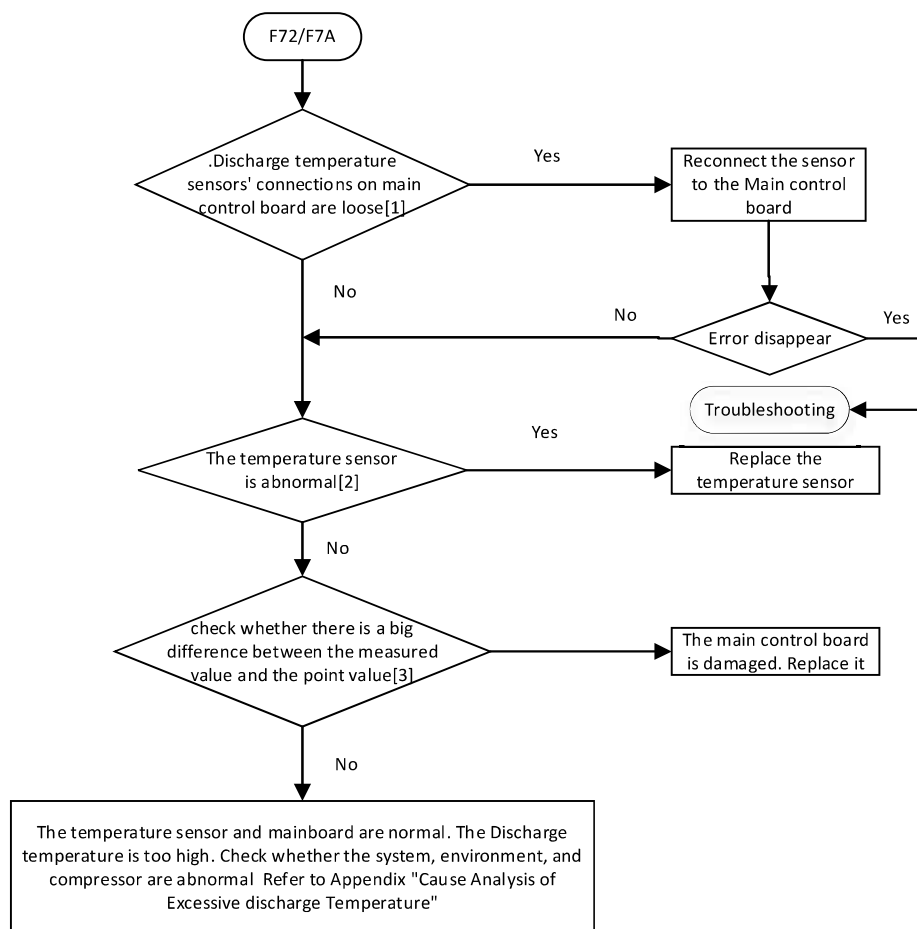 F72/F7A
.Discharge temperature
sensors' connections on main
control board are loose[1]
Yes
Reconnect the sensor
to the Main control
board
No
No
Error disappear
Yes
Troubleshooting
The temperature sensor
is abnormal[2]
Yes
Replace the
temperature sensor
No
check whether there is a big
difference between the measured
value and the point value[3]
The main control board
is damaged. Replace it
No
The temperature sensor and mainboard are normal. The Discharge
temperature is too high. Check whether the system, environment, and
compressor are abnormal  Refer to Appendix "Cause Analysis of
Excessive discharge Temperature"